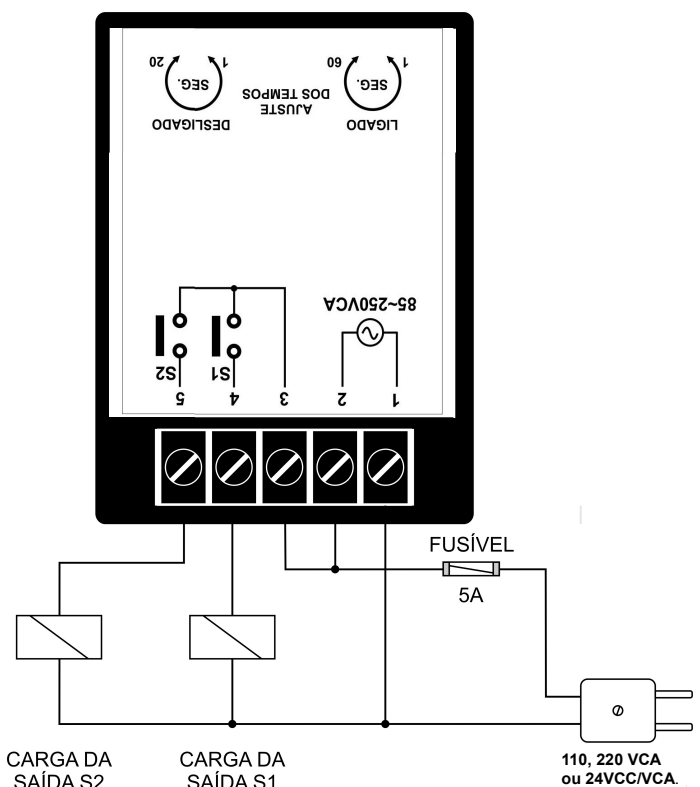 20 1
SEG.
DESLIGADO
AJUSTE
DOS TEMPOS
60 1
SEG.
LIGADO
85~250VCA
S2
S1
5 4 3 2 1
FUSÍVEL
5A
CARGA DA
SAÍDA S2
CARGA DA
SAÍDA S1
110, 220 VCA
ou 24VCC/VCA.